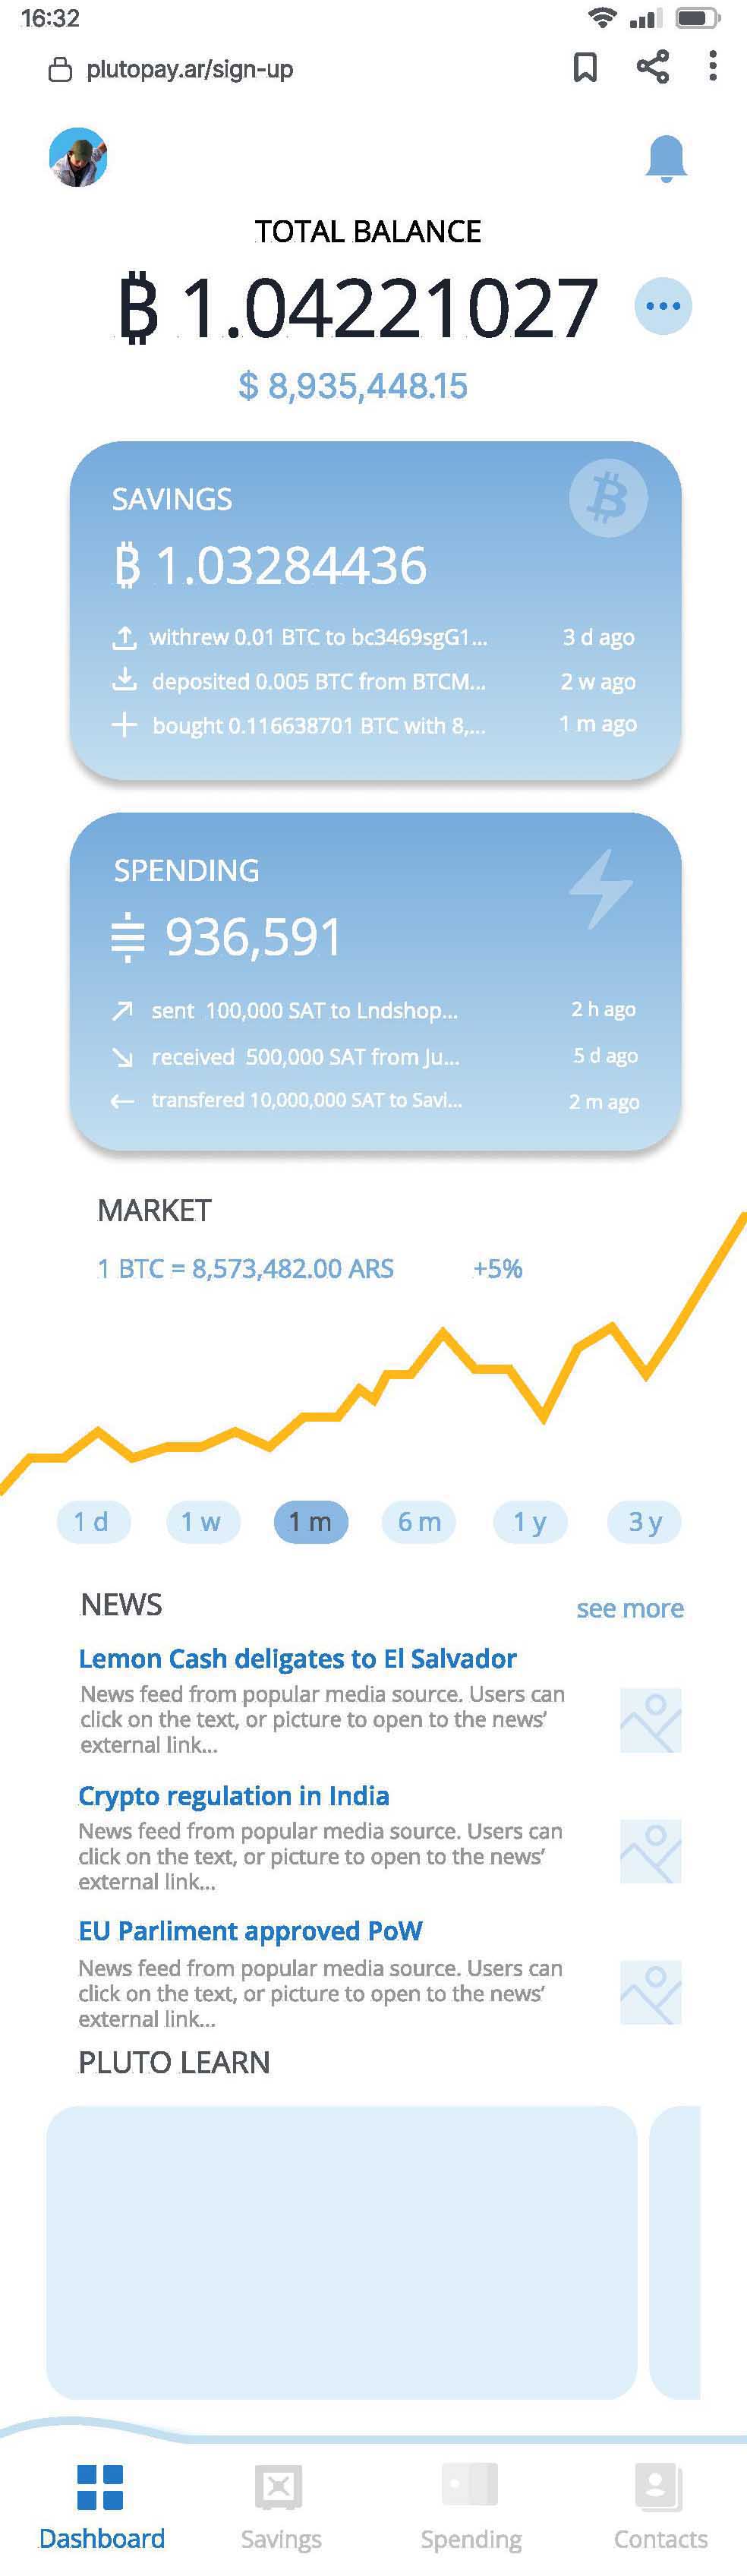 16:32
plutopay.ar/sign-up
TOTAL BALANCE
₿ 1.04221027
$ 8,935,448.15
SAVINGS
₿ 1.03284436
withrew 0.01 BTC to bc3469sgG1... 3 d ago
deposited 0.005 BTC from BTCM... 2 w ago
bought 0.116638701 BTC with 8,... 1 m ago
SPENDING
936,591
sent 100,000 SAT to Lndshop... 2 h ago
received 500,000 SAT from Ju... 5 d ago
transfered 10,000,000 SAT to Savi... 2 m ago
MARKET
1 BTC = 8,573,482.00 ARS +5%
1 d 1 w 1 m 6 m 1 y 3 y
NEWS see more
Lemon Cash deligates to El Salvador
News feed from popular media source. Users can
click on the text, or picture to open to the news’
external link...
Crypto regulation in India
News feed from popular media source. Users can
click on the text, or picture to open to the news’
external link...
EU Parliment approved PoW
News feed from popular media source. Users can
click on the text, or picture to open to the news’
external link...
PLUTO LEARN
Dashboard Savings Spending Contacts